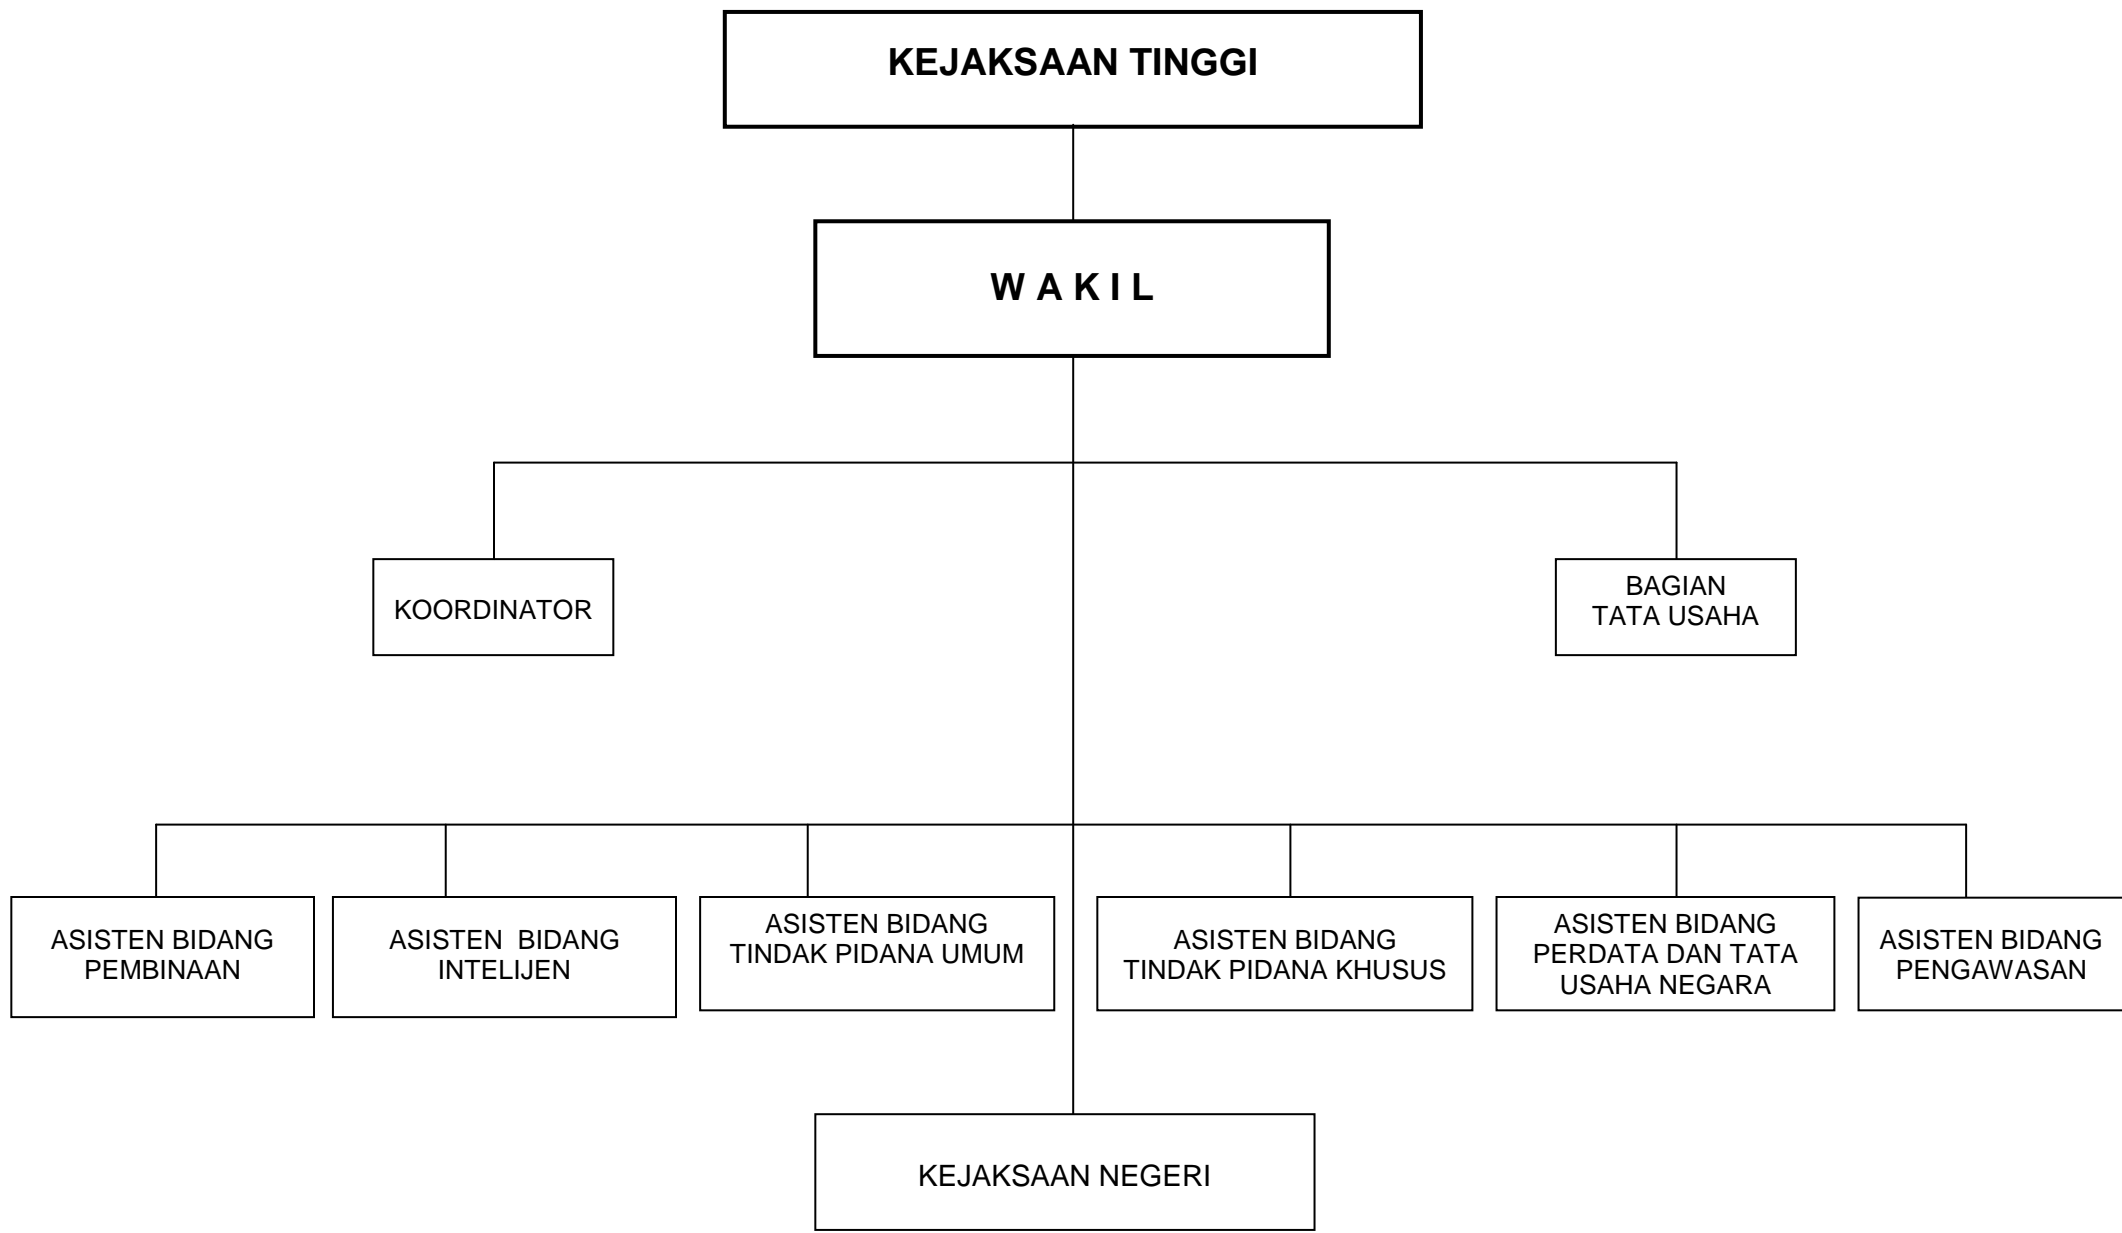 KEJAKSAAN TINGGI
W A K I L
KOORDINATOR
BAGIAN
TATA USAHA
ASISTEN BIDANG
PEMBINAAN
ASISTEN  BIDANG
INTELIJEN
ASISTEN BIDANG
TINDAK PIDANA UMUM
ASISTEN BIDANG
TINDAK PIDANA KHUSUS
ASISTEN BIDANG
PERDATA DAN TATA
USAHA NEGARA
ASISTEN BIDANG
PENGAWASAN
KEJAKSAAN NEGERI